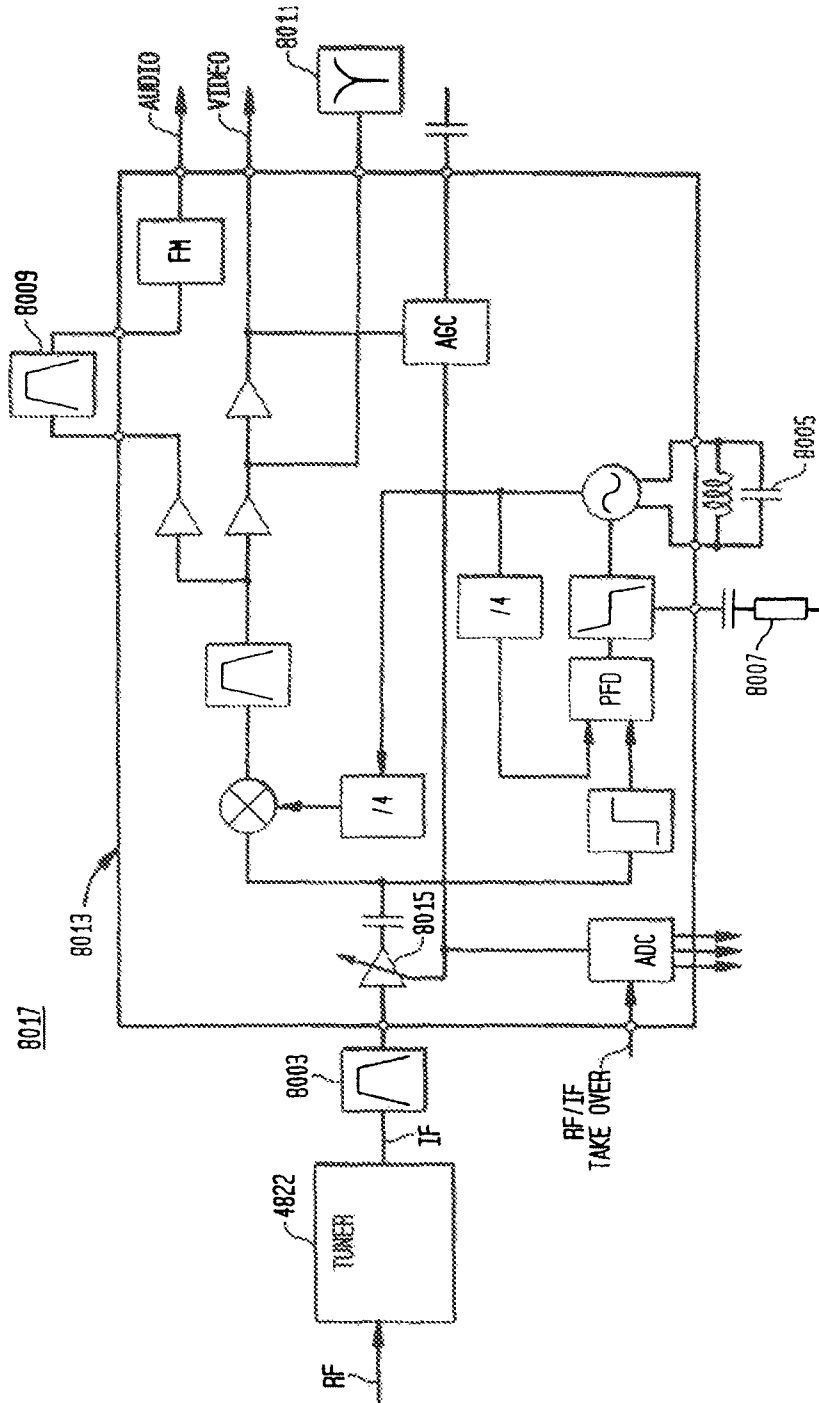 8017
RF
TUNER
4822
IF
8003
8013
8015
RF/IF
TAKE OVER
ADC
/4
/4
PFD
8007
8005
AGC
8009
FM
AUDIO
VIDEO
8011